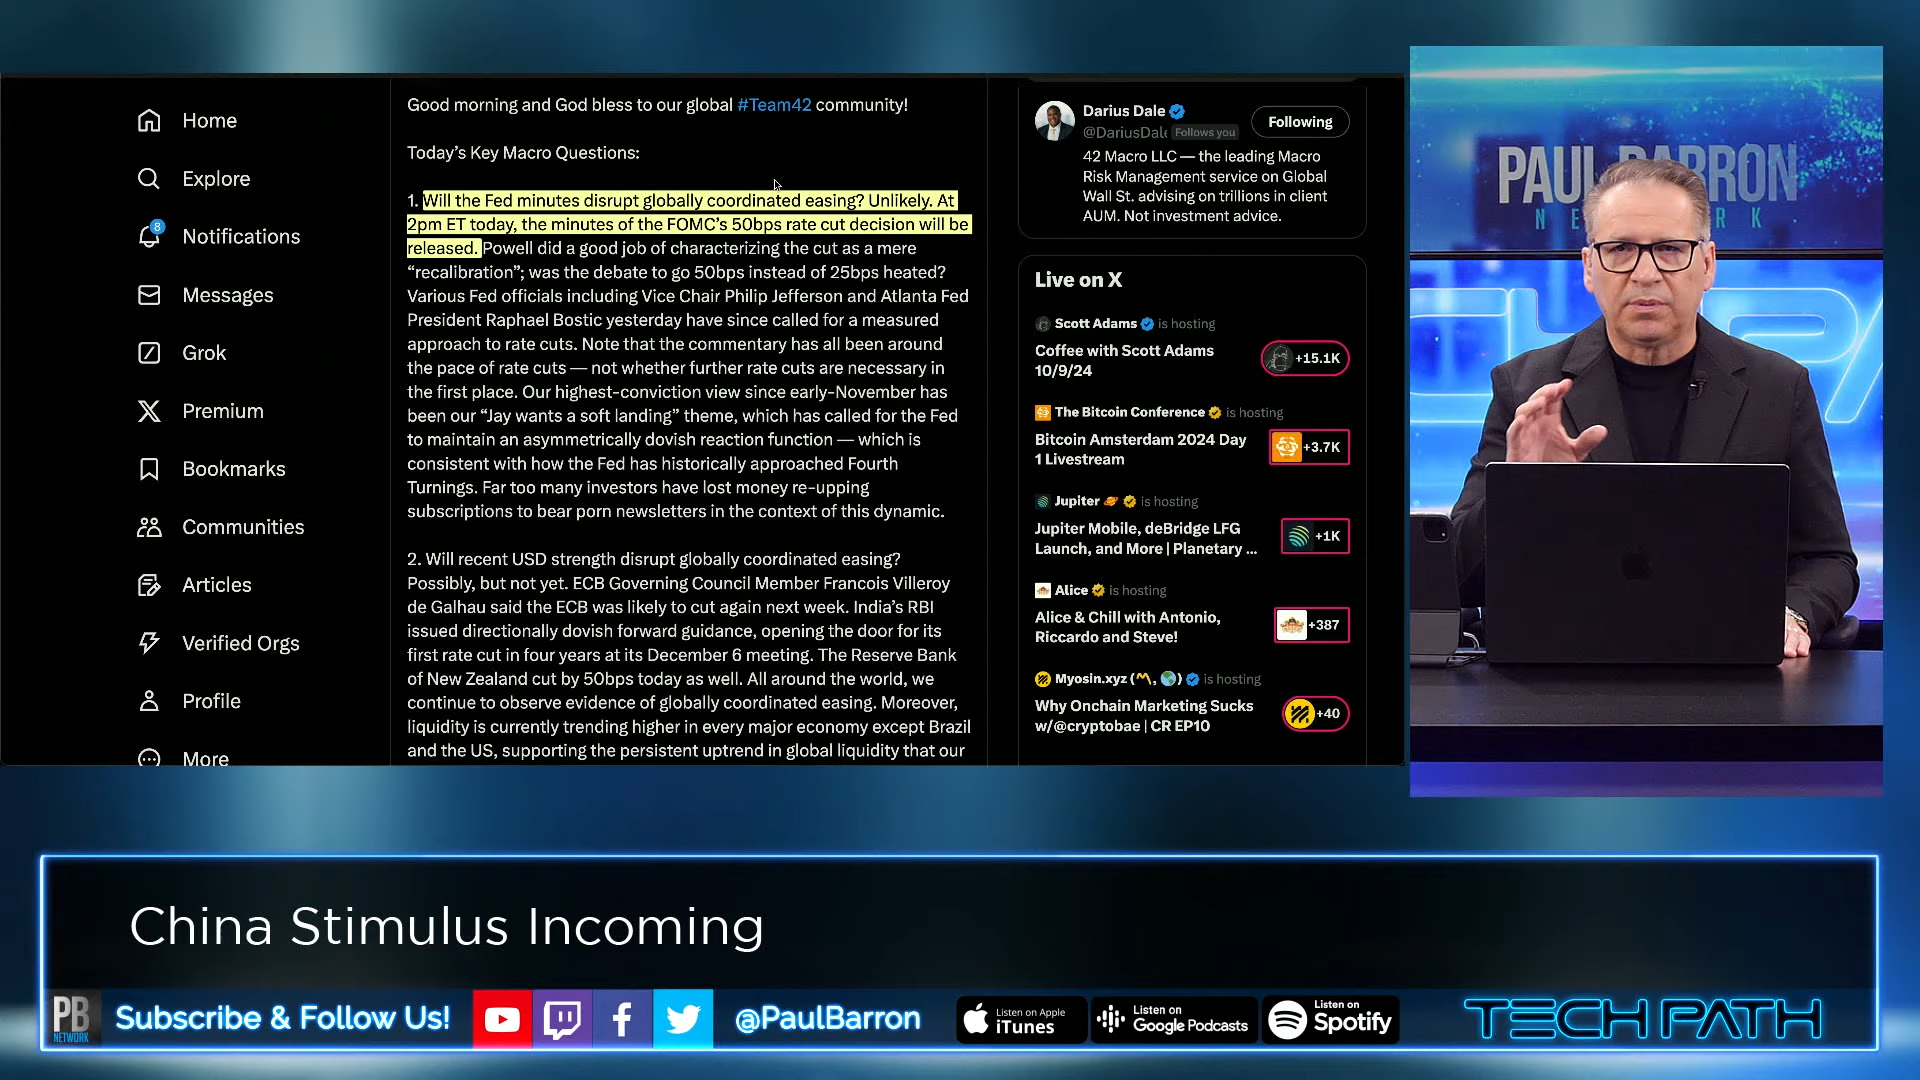 Home
Explore
8
Notifications
Messages
Grok
Premium
Bookmarks
Communities
Articles
Verified Orgs
Profile
More
Good morning and God bless to our global #Team42 community!
Today’s Key Macro Questions:
1. Will the Fed minutes disrupt globally coordinated easing? Unlikely. At
2pm ET today, the minutes of the FOMC’s 50bps rate cut decision will be
released. Powell did a good job of characterizing the cut as a mere
“recalibration”; was the debate to go 50bps instead of 25bps heated?
Various Fed officials including Vice Chair Philip Jefferson and Atlanta Fed
President Raphael Bostic yesterday have since called for a measured
approach to rate cuts. Note that the commentary has all been around
the pace of rate cuts — not whether further rate cuts are necessary in
the first place. Our highest-conviction view since early-November has
been our “Jay wants a soft landing” theme, which has called for the Fed
to maintain an asymmetrically dovish reaction function — which is
consistent with how the Fed has historically approached Fourth
Turnings. Far too many investors have lost money re-upping
subscriptions to bear porn newsletters in the context of this dynamic.
2. Will recent USD strength disrupt globally coordinated easing?
Possibly, but not yet. ECB Governing Council Member Francois Villeroy
de Galhau said the ECB was likely to cut again next week. India’s RBI
issued directionally dovish forward guidance, opening the door for its
first rate cut in four years at its December 6 meeting. The Reserve Bank
of New Zealand cut by 50bps today as well. All around the world, we
continue to observe evidence of globally coordinated easing. Moreover,
liquidity is currently trending higher in every major economy except Brazil
and the US, supporting the persistent uptrend in global liquidity that our
Darius Dale
@DariusDale Follows you
Following
42 Macro LLC — the leading Macro
Risk Management service on Global
Wall St. advising on trillions in client
AUM. Not investment advice.
Live on X
Scott Adams is hosting
Coffee with Scott Adams
10/9/24
+15.1K
The Bitcoin Conference is hosting
Bitcoin Amsterdam 2024 Day
1 Livestream
+3.7K
Jupiter 🪐 is hosting
Jupiter Mobile, deBridge LFG
Launch, and More | Planetary ...
+1K
Alice is hosting
Alice & Chill with Antonio,
Riccardo and Steve!
+387
Myosin.xyz (〽️, 🌎) is hosting
Why Onchain Marketing Sucks
w/@cryptobae | CR EP10
+40
PAUL BARRON
NETWORK
China Stimulus Incoming
PB
NETWORK
Subscribe & Follow Us!
@PaulBarron
Listen on Apple
iTunes
Listen on
Google Podcasts
Listen on
Spotify
TECH PATH